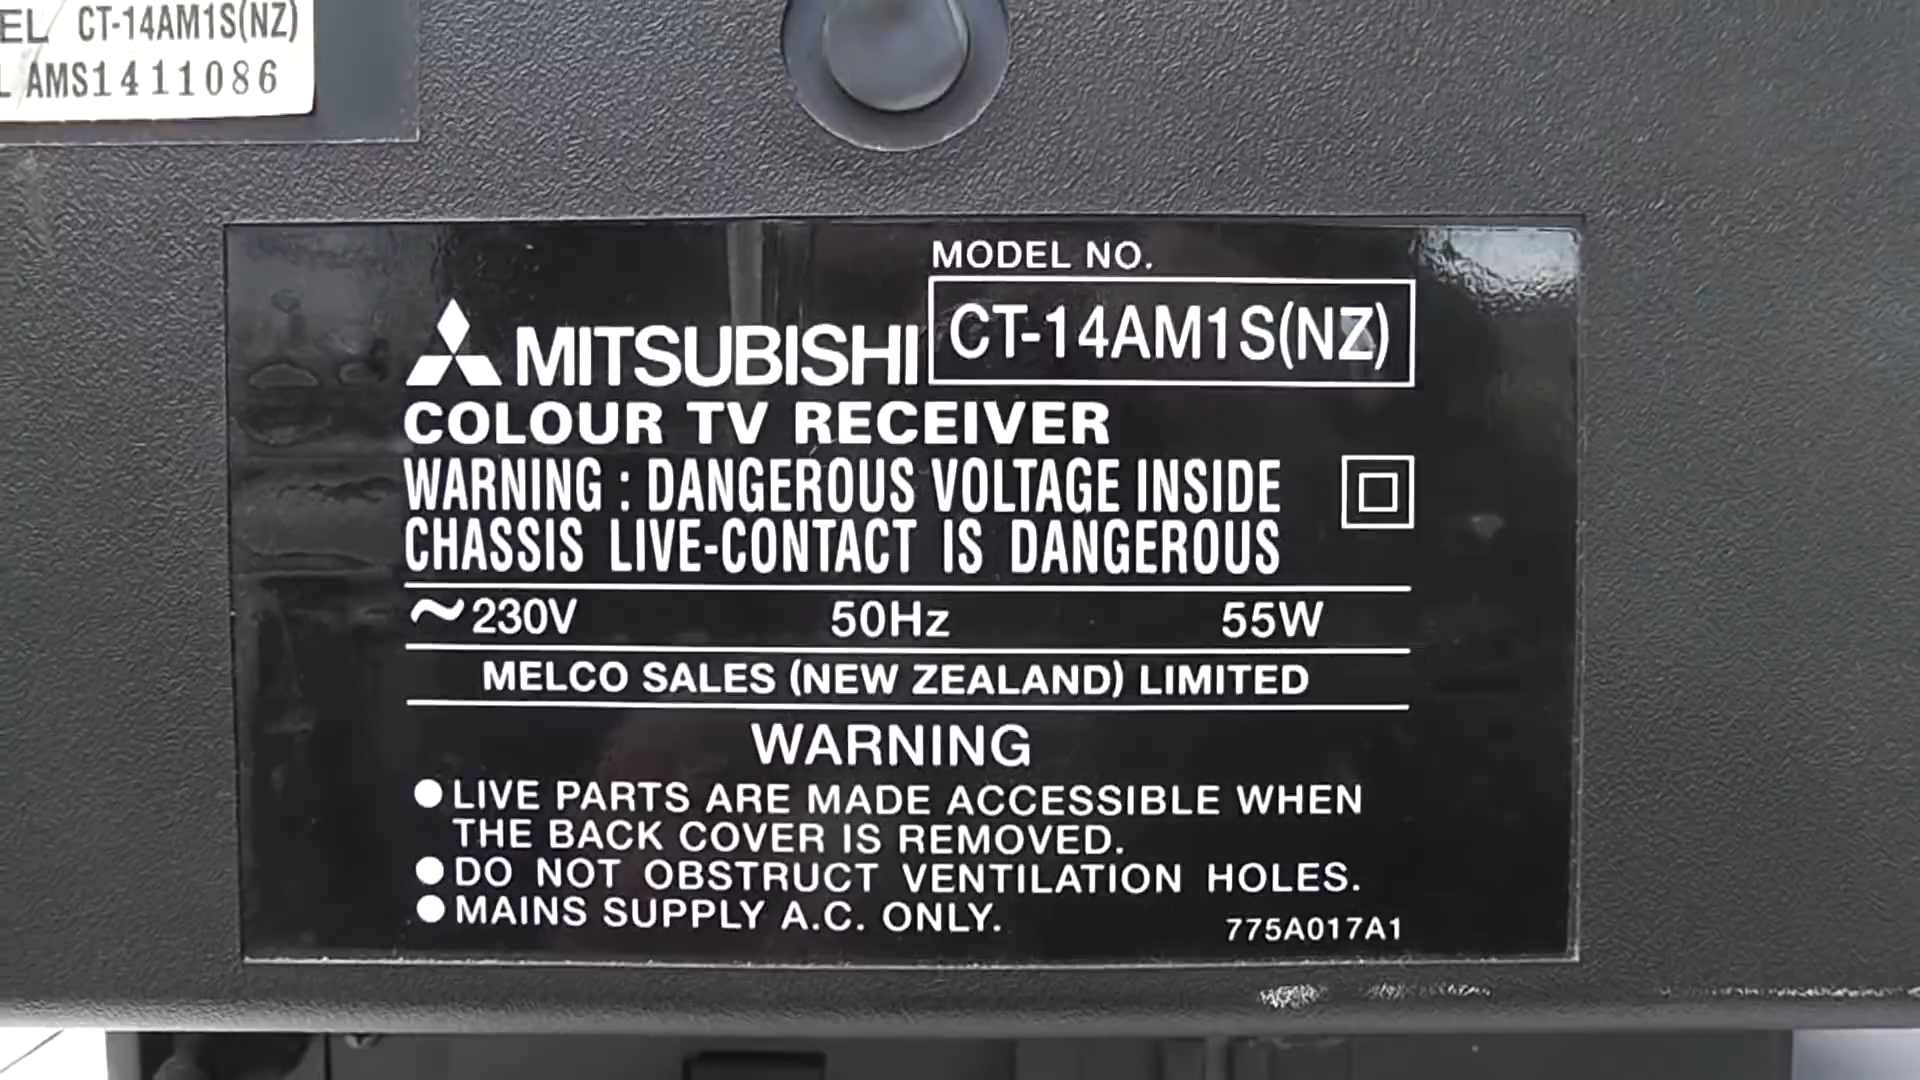 EL CT-14AM1S(NZ)
L AMS1411086
MODEL NO.
MITSUBISHI CT-14AM1S(NZ)
COLOUR TV RECEIVER
WARNING : DANGEROUS VOLTAGE INSIDE
CHASSIS LIVE-CONTACT IS DANGEROUS
~230V 50Hz 55W
MELCO SALES (NEW ZEALAND) LIMITED
WARNING
● LIVE PARTS ARE MADE ACCESSIBLE WHEN
THE BACK COVER IS REMOVED.
● DO NOT OBSTRUCT VENTILATION HOLES.
● MAINS SUPPLY A.C. ONLY.
775A017A1